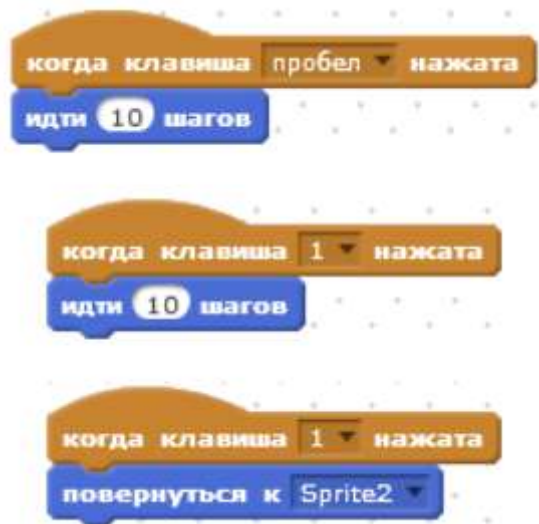 когда клавиша пробел нажата
идти 10 шагов
когда клавиша 1 нажата
идти 10 шагов
когда клавиша 1 нажата
повернуться к Sprite2